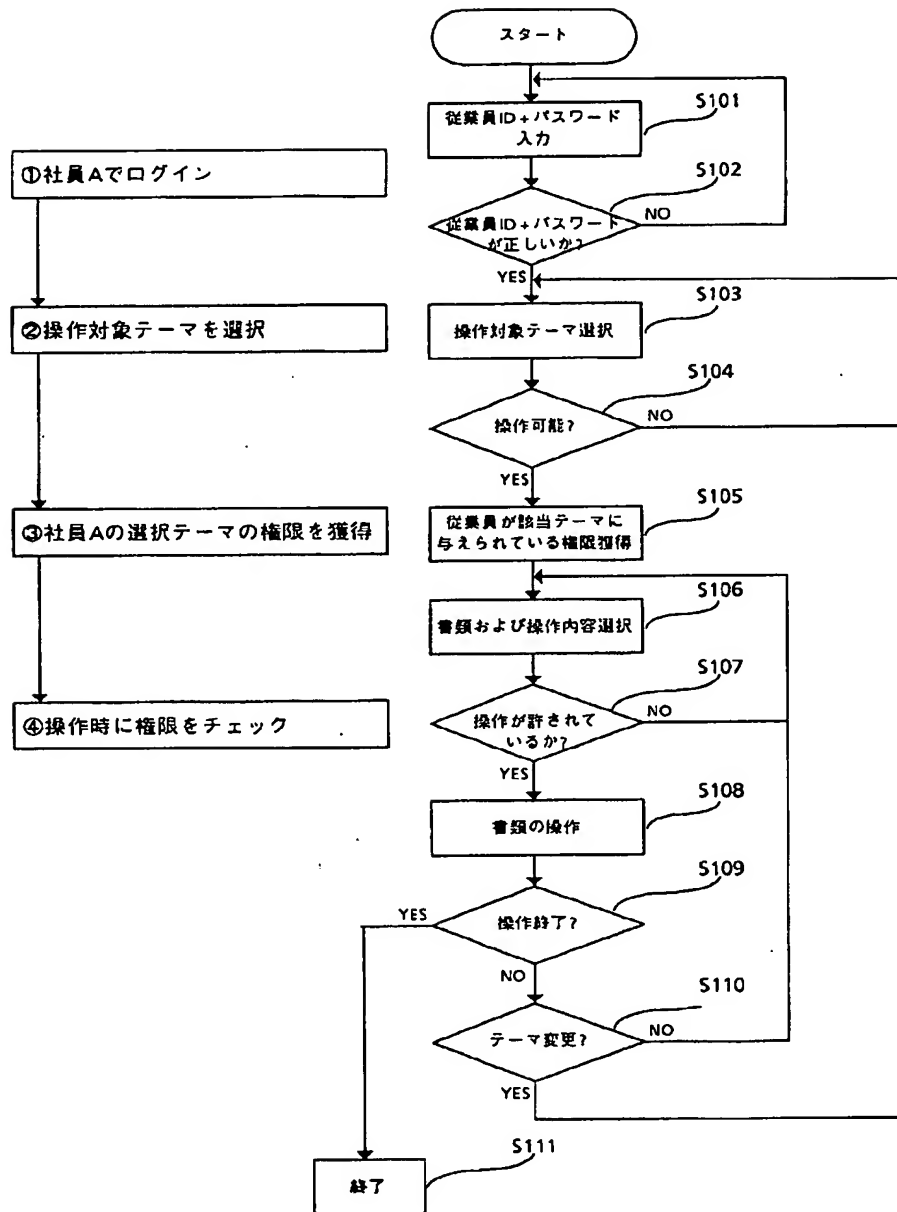 スタート
S101
従業員ID+パスワード
入力
①社員Aでログイン
S102
従業員ID+パスワード
が正しいか?
NO
YES
S103
②操作対象テーマを選択
操作対象テーマ選択
S104
操作可能?
NO
YES
S105
③社員Aの選択テーマの権限を獲得
従業員が該当テーマに
与えられている権限獲得
S106
書類および操作内容選択
S107
④操作時に権限をチェック
操作が許されて
いるか?
NO
YES
S108
書類の操作
S109
YES
操作終了?
NO
S110
テーマ変更?
NO
YES
S111
終了